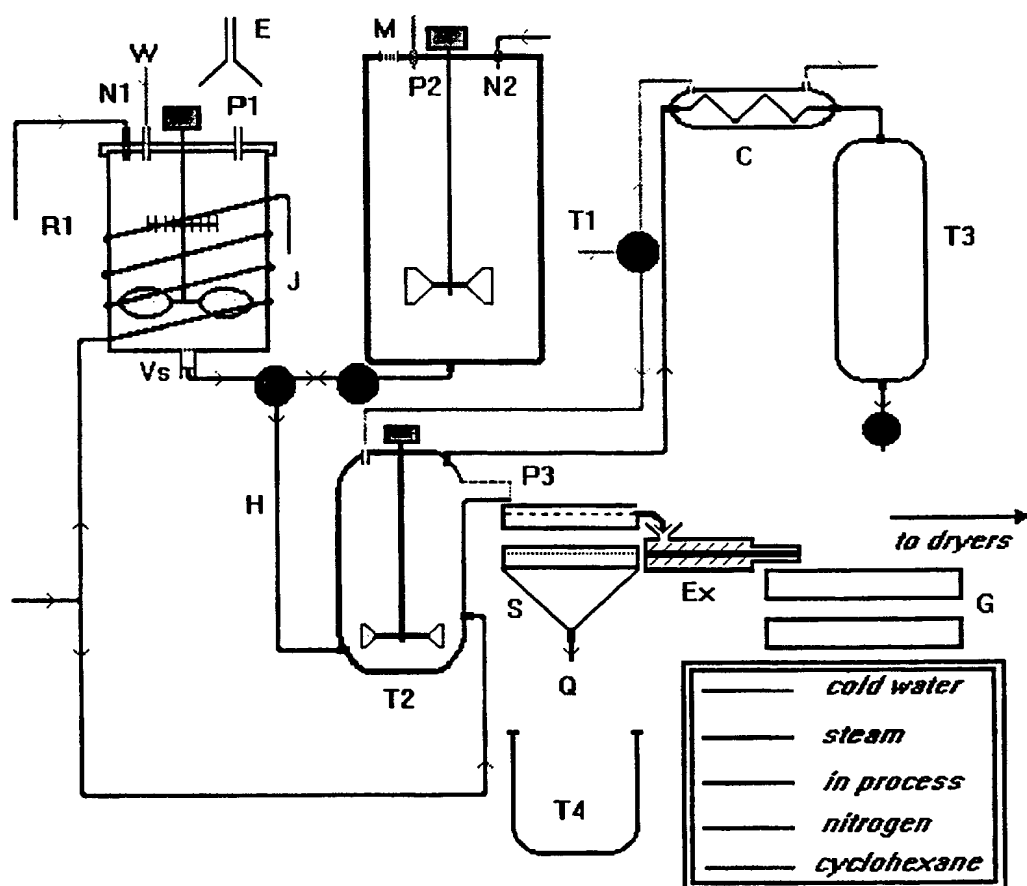 E
M
W
P2
N2
N1
P1
C
R1
T1
T3
J
Vs
P3
H
to dryers
S
Ex
G
T2
Q
cold water
steam
in process
T4
nitrogen
cyclohexane